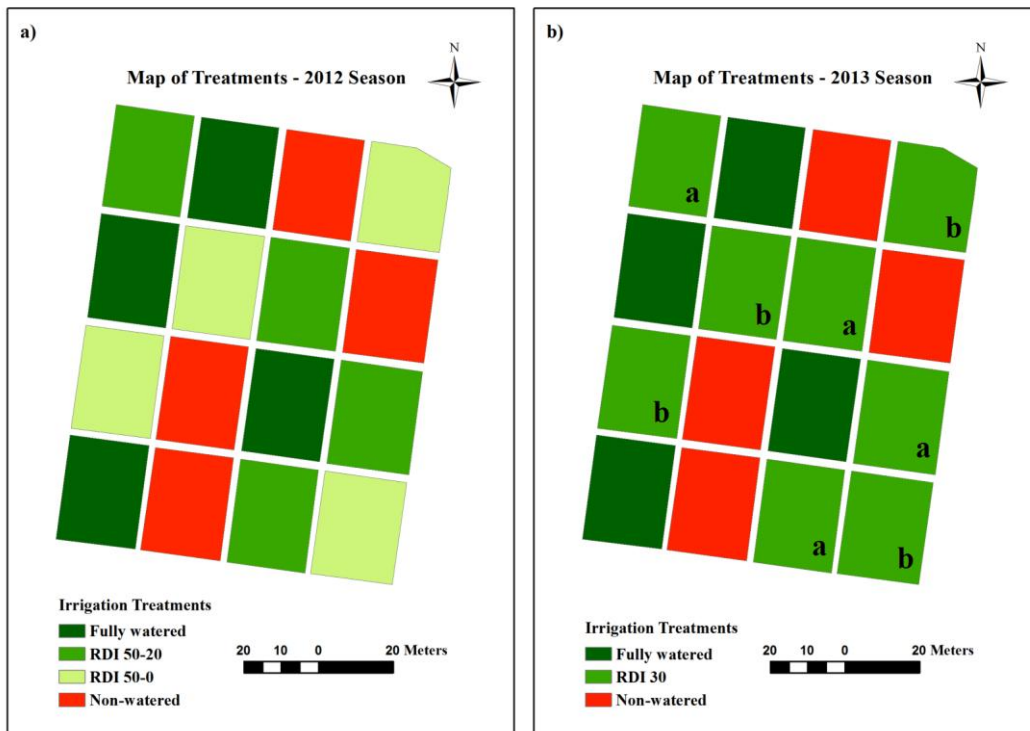 a)
N
Map of Treatments - 2012 Season
Irrigation Treatments
Fully watered
RDI 50-20
RDI 50-0
Non-watered
20 10 0 20 Meters
b)
N
Map of Treatments - 2013 Season
a
b
b
a
b
a
a
b
Irrigation Treatments
Fully watered
RDI 30
Non-watered
20 10 0 20 Meters